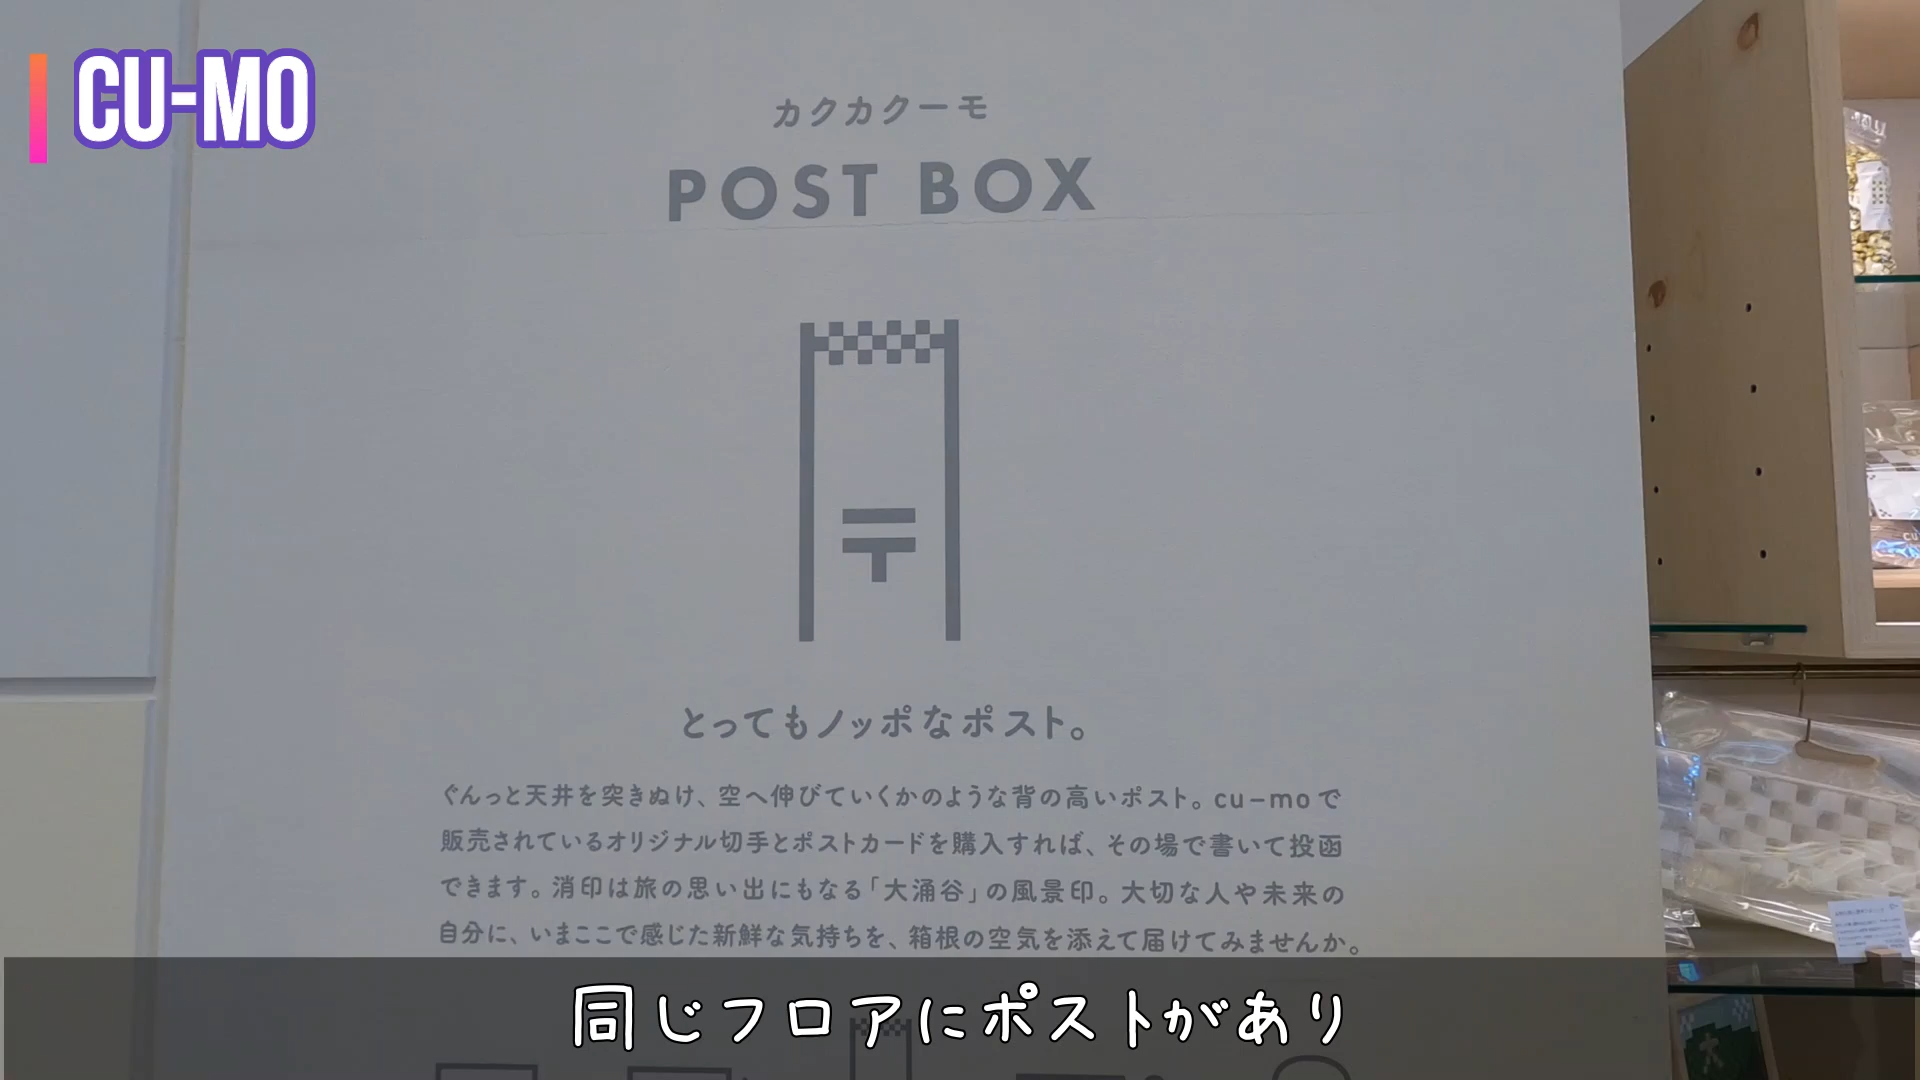 CU-MO
カクカクーモ
POST BOX
〒
とってもノッポなポスト。
ぐんっと天井を突きぬけ、空へ伸びていくかのような背の高いポスト。cu-moで
販売されているオリジナル切手とポストカードを購入すれば、その場で書いて投函
できます。消印は旅の思い出にもなる「大涌谷」の風景印。大切な人や未来の
自分に、いまここで感じた新鮮な気持ちを、箱根の空気を添えて届けてみませんか。
同じフロアにポストがあり